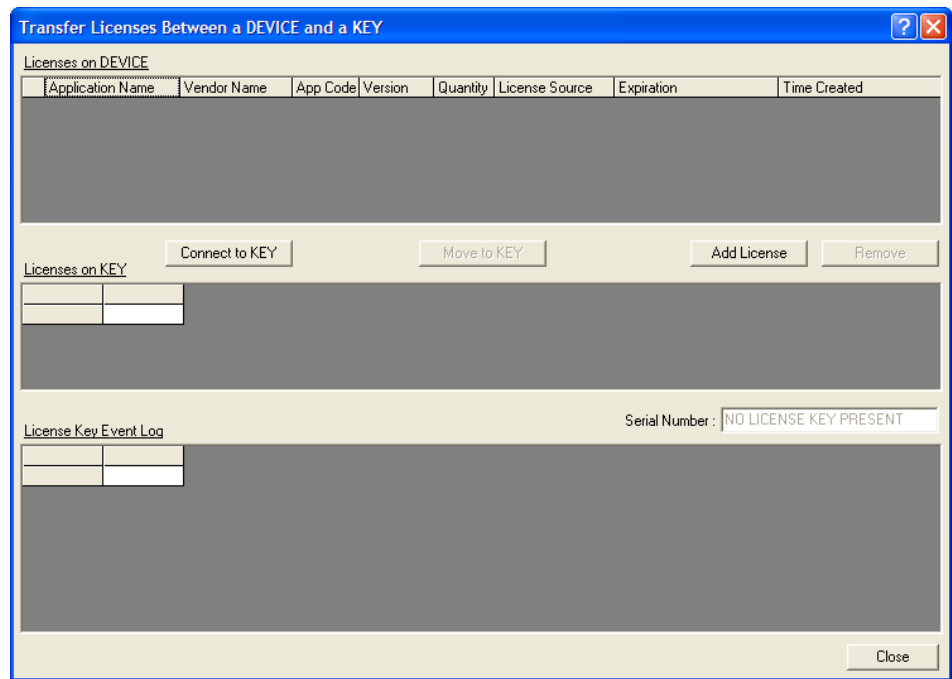 Transfer Licenses Between a DEVICE and a KEY
Licenses on DEVICE
Application Name Vendor Name App Code Version Quantity License Source Expiration Time Created
Connect to KEY Move to KEY Add License Remove
Licenses on KEY
Serial Number : NO LICENSE KEY PRESENT
License Key Event Log
Close